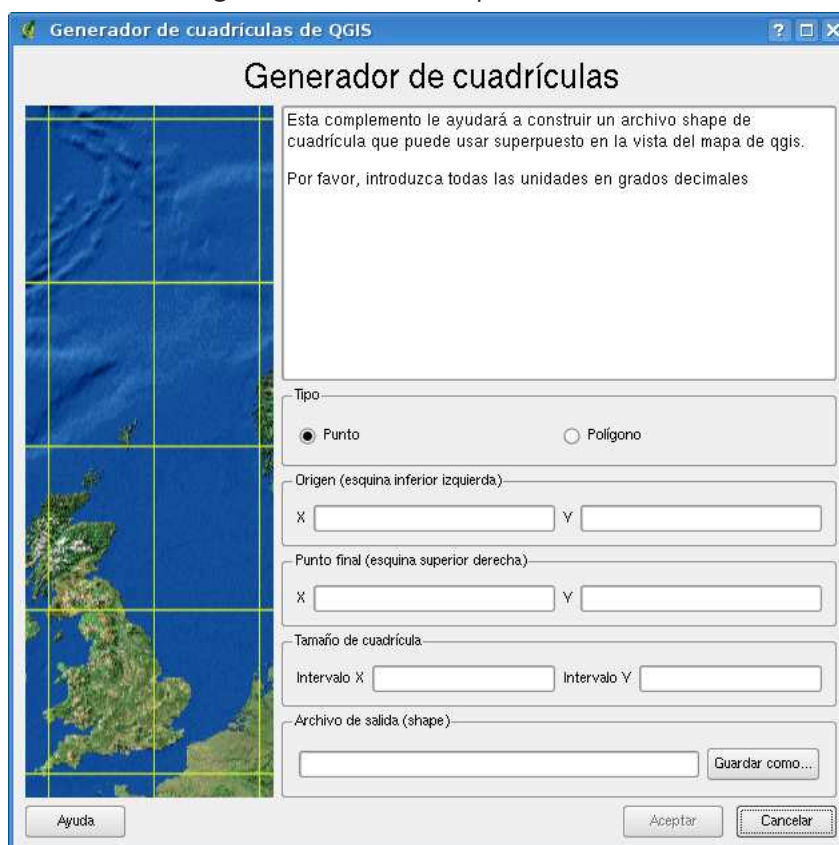 Generador de cuadrículas de QGIS
Generador de cuadrículas
Esta complemento le ayudará a construir un archivo shape de
cuadrícula que puede usar superpuesto en la vista del mapa de qgis.
Por favor, introduzca todas las unidades en grados decimales
Tipo
Punto Polígono
Origen (esquina inferior izquierda)
X Y
Punto final (esquina superior derecha)
X Y
Tamaño de cuadrícula
Intervalo X Intervalo Y
Archivo de salida (shape)
Guardar como...
Ayuda Aceptar Cancelar